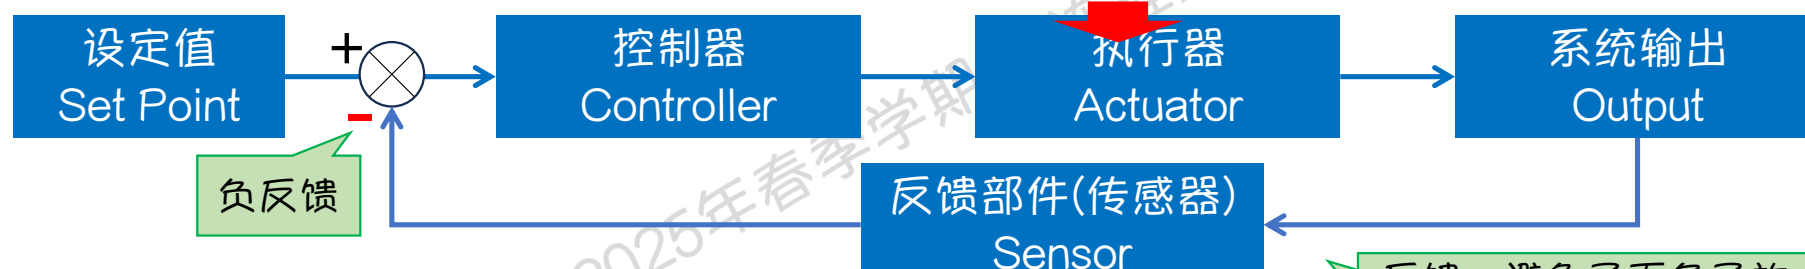 设定值
Set Point
+
-
控制器
Controller
执行器
Actuator
系统输出
Output
负反馈
反馈部件(传感器)
Sensor
2025年春季学期